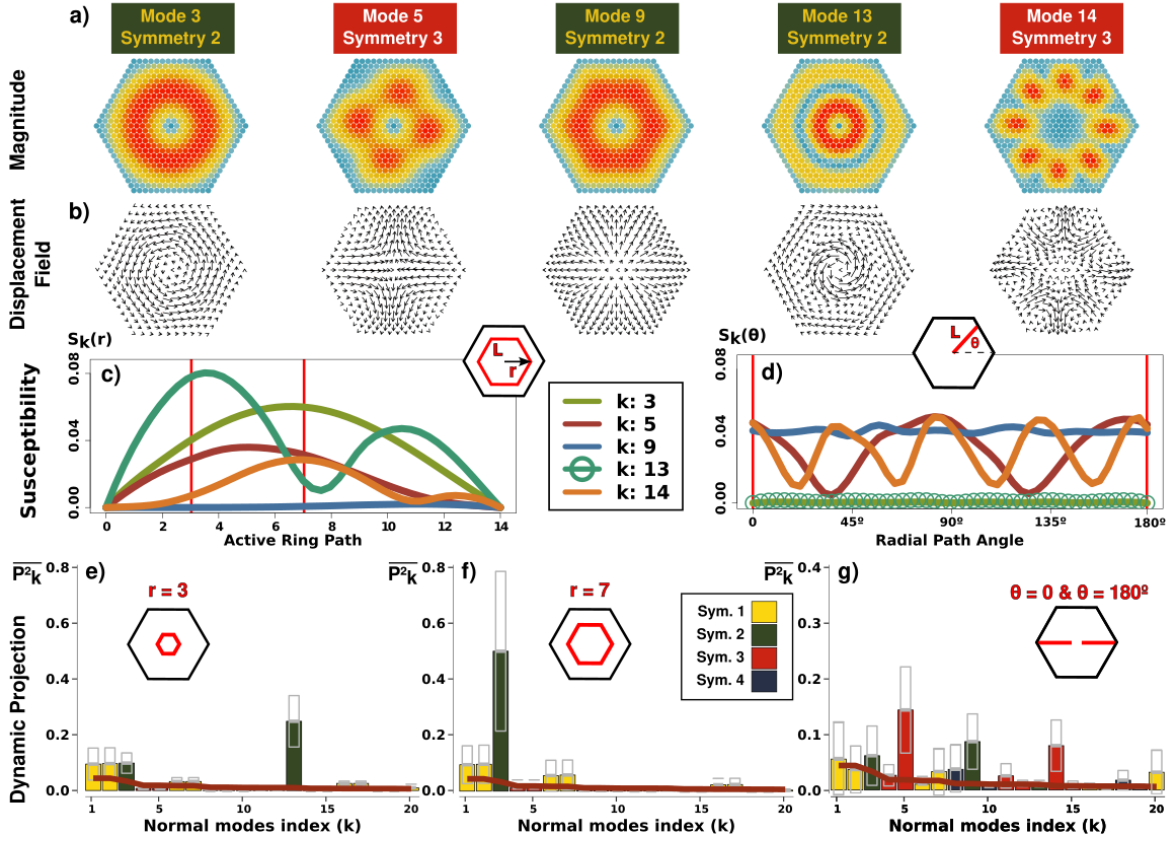 a)
Mode 3
Symmetry 2
Mode 5
Symmetry 3
Mode 9
Symmetry 2
Mode 13
Symmetry 2
Mode 14
Symmetry 3
Magnitude
b)
Displacement
Field
Susceptibility
Sk(r)
c)
0.08
0.04
0.00
0 2 4 6 8 10 12 14
Active Ring Path
L
r
k: 3
k: 5
k: 9
k: 13
k: 14
Sk(θ)
d)
0.08
0.04
0.00
0 45º 90º 135º 180º
Radial Path Angle
L
θ
Dynamic Projection
P²k
e)
r = 3
0.8
0.6
0.4
0.2
0.0
1 5 10 15 20
Normal modes index (k)
P²k
f)
r = 7
0.8
0.6
0.4
0.2
0.0
1 5 10 15 20
Normal modes index (k)
Sym. 1
Sym. 2
Sym. 3
Sym. 4
P²k
g)
θ = 0 & θ = 180º
0.4
0.3
0.2
0.1
0.0
1 5 10 15 20
Normal modes index (k)